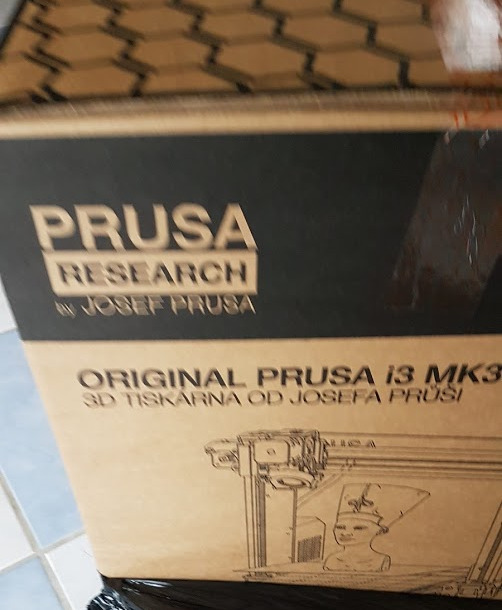 PRUSA
RESEARCH
by JOSEF PRUSA
ORIGINAL PRUSA i3 MK3
3D TISKÁRNA OD JOSEFA PRŮŠI